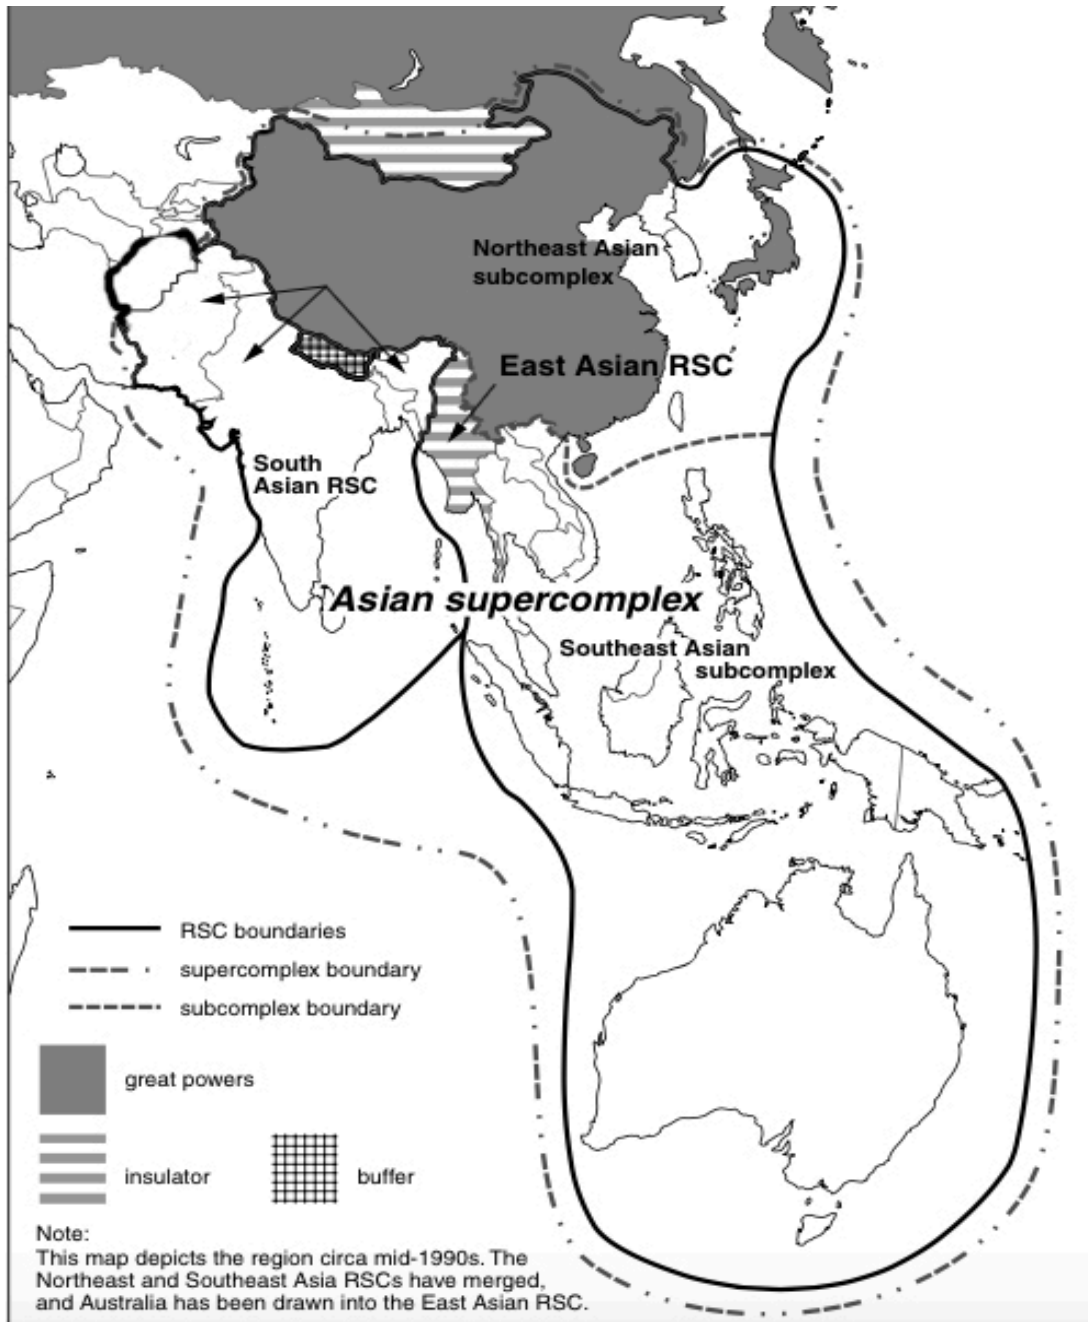 Northeast Asian
subcomplex
East Asian RSC
South
Asian RSC
Asian supercomplex
Southeast Asian
subcomplex
RSC boundaries
supercomplex boundary
subcomplex boundary
great powers
insulator
buffer
Note:
This map depicts the region circa mid-1990s. The
Northeast and Southeast Asia RSCs have merged,
and Australia has been drawn into the East Asian RSC.